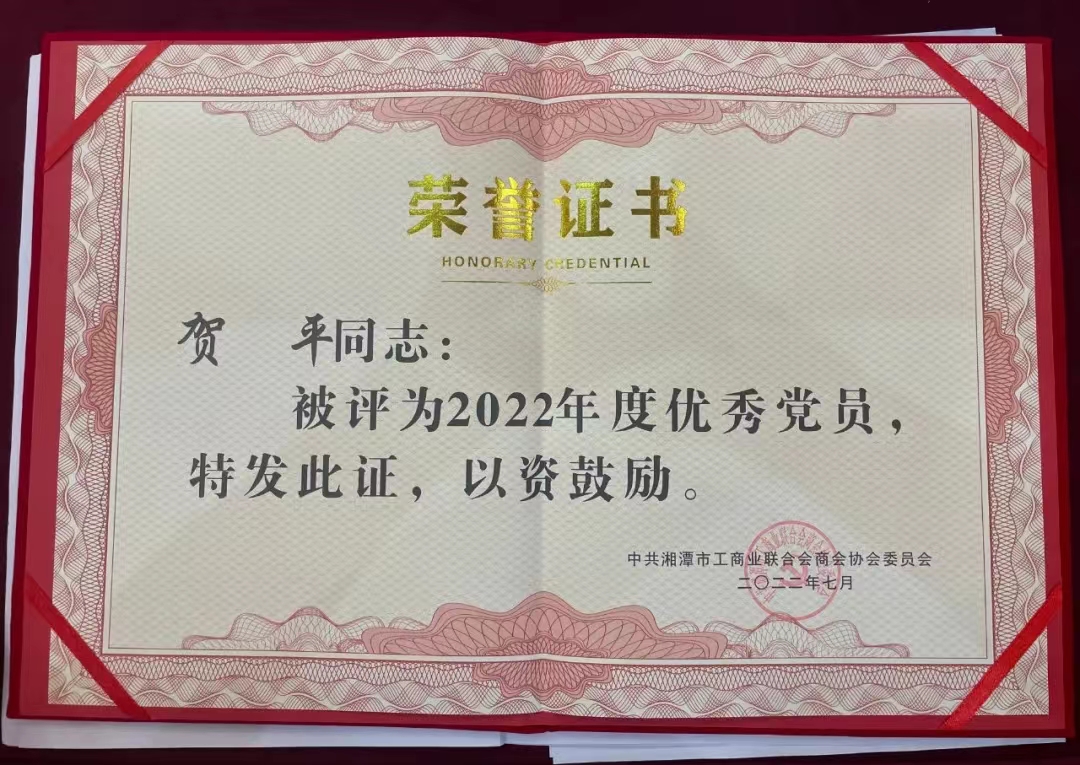 荣誉证书
HONORARY CREDENTIAL
贺 平同志：
被评为2022年度优秀党员，
特发此证，以资鼓励。
中共湘潭市工商业联合会商会协会委员会
二〇二二年七月